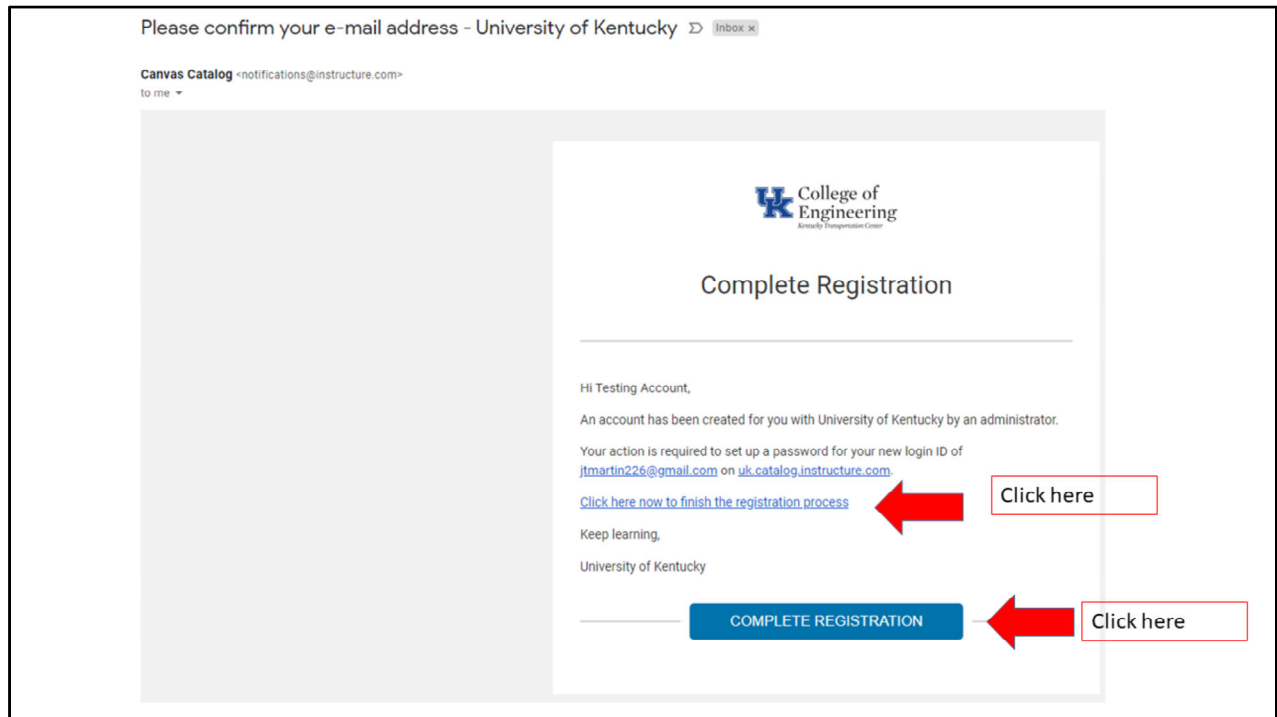 Please confirm your e-mail address - University of Kentucky Inbox x
Canvas Catalog <notifications@instructure.com>
to me
UK College of
Engineering
Kentucky Transportation Center
Complete Registration
Hi Testing Account,
An account has been created for you with University of Kentucky by an administrator.
Your action is required to set up a password for your new login ID of
jtmartin226@gmail.com on uk.catalog.instructure.com.
Click here now to finish the registration process
Click here
Keep learning,
University of Kentucky
COMPLETE REGISTRATION
Click here